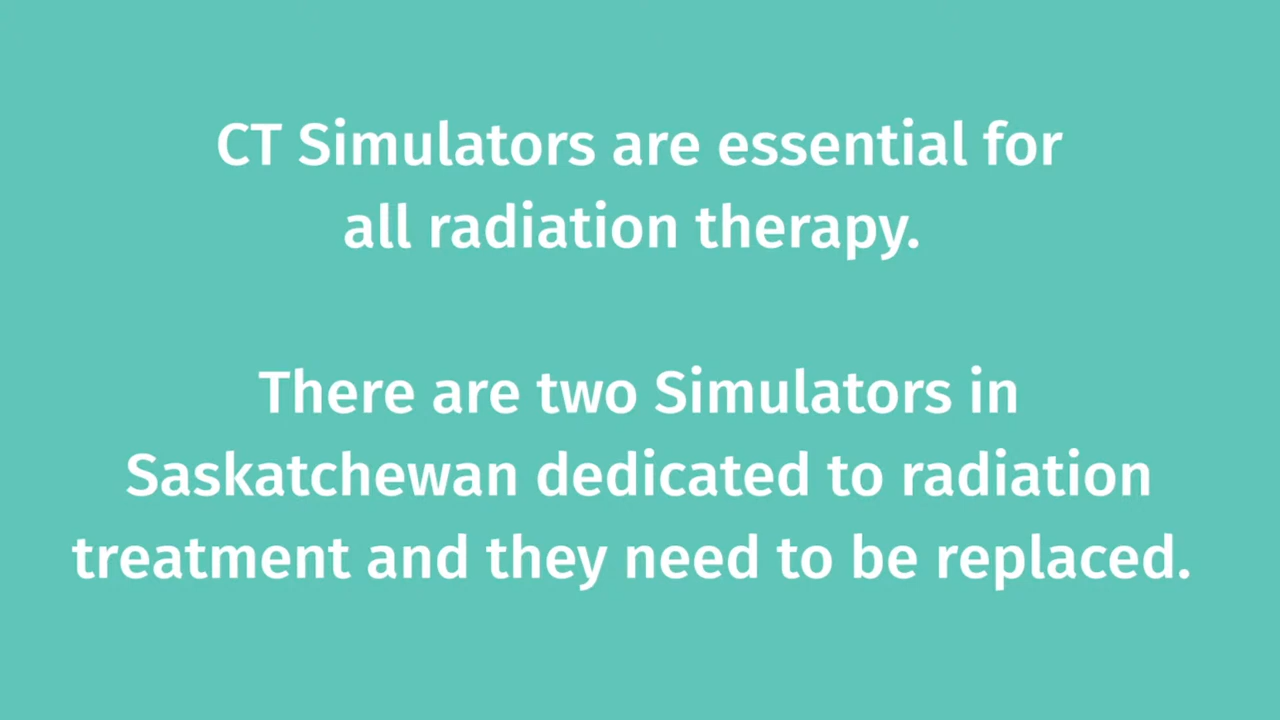 CT Simulators are essential for
all radiation therapy.
There are two Simulators in
Saskatchewan dedicated to radiation
treatment and they need to be replaced.